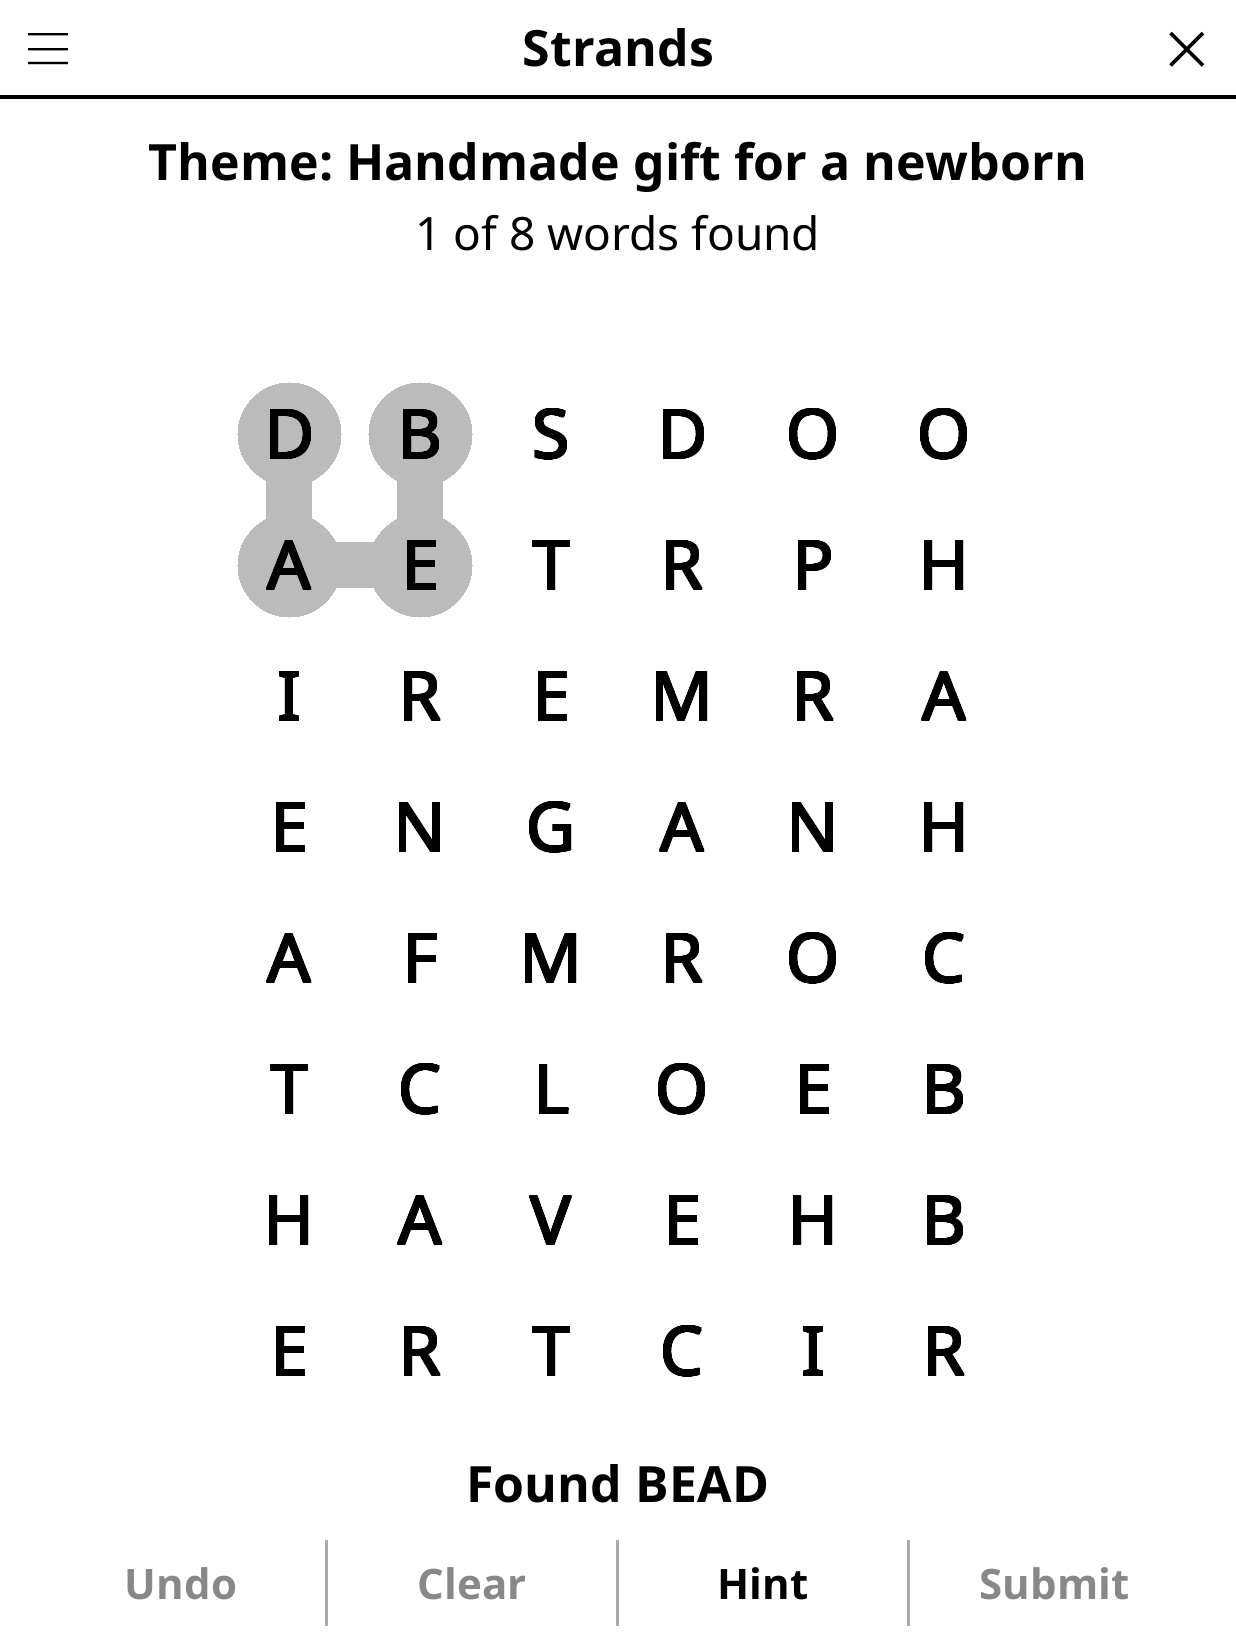 Strands
Theme: Handmade gift for a newborn
1 of 8 words found
D B S D O O
A E T R P H
I R E M R A
E N G A N H
A F M R O C
T C L O E B
H A V E H B
E R T C I R
Found BEAD
Undo Clear Hint Submit